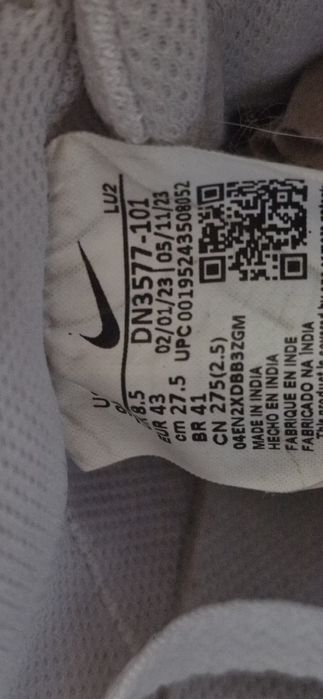 LU2
DN3577-101
02/01/23 | 05/11/23
UPC 00195243508052
8.5
EUR 43
cm 27.5
BR 41
CN 275(2.5)
04EN2XDBB3ZGM
MADE IN INDIA
HECHO EN INDIA
FABRIQUE EN INDE
FABRICADO NA ÍNDIA